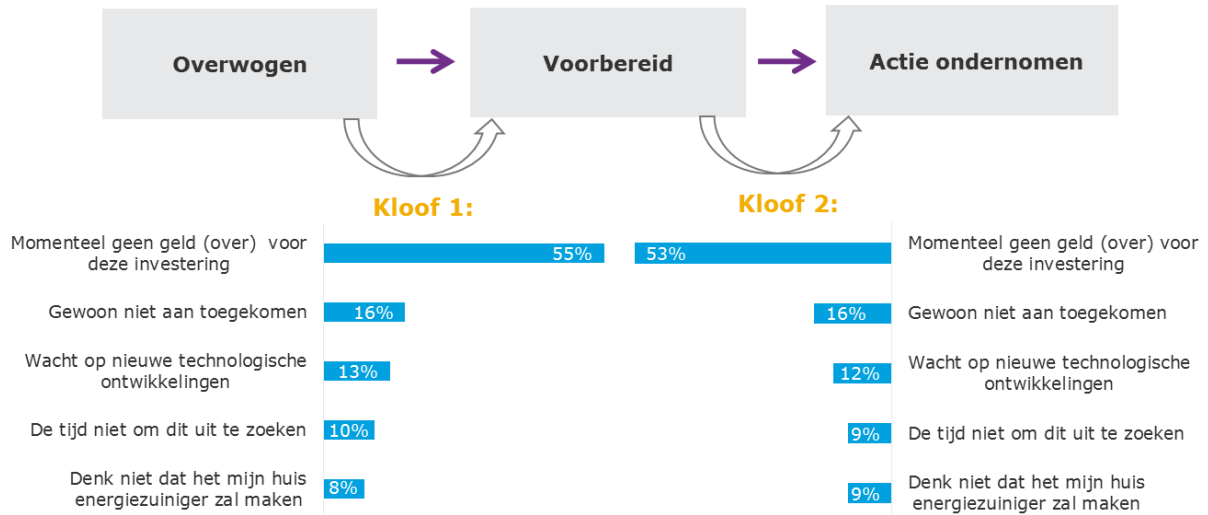 Overwogen
Voorbereid
Actie ondernomen
Kloof 1:
Momenteel geen geld (over) voor
deze investering
55%
Gewoon niet aan toegekomen
16%
Wacht op nieuwe technologische
ontwikkelingen
13%
De tijd niet om dit uit te zoeken
10%
Denk niet dat het mijn huis
energiezuiniger zal maken
8%
Kloof 2:
53%
Momenteel geen geld (over) voor
deze investering
16%
Gewoon niet aan toegekomen
12%
Wacht op nieuwe technologische
ontwikkelingen
9%
De tijd niet om dit uit te zoeken
9%
Denk niet dat het mijn huis
energiezuiniger zal maken